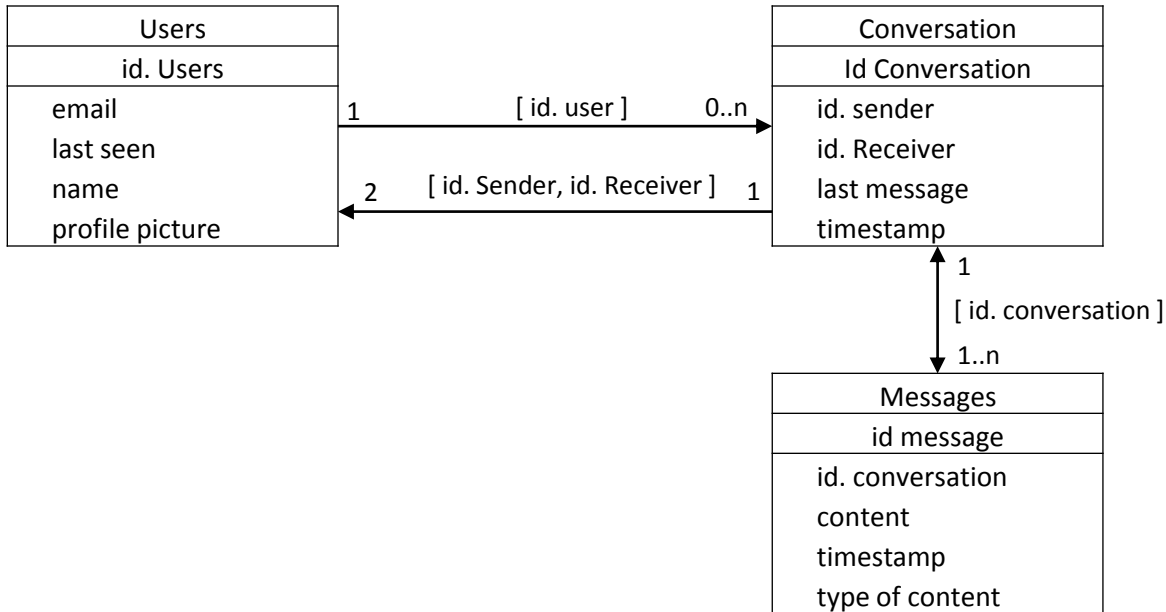 Users
id. Users
email
last seen
name
profile picture
1 [ id. user ] 0..n
2 [ id. Sender, id. Receiver ] 1
Conversation
Id Conversation
id. sender
id. Receiver
last message
timestamp
1
[ id. conversation ]
1..n
Messages
id message
id. conversation
content
timestamp
type of content